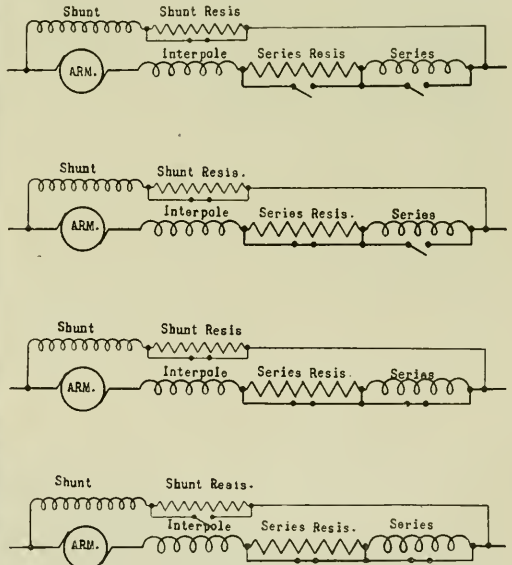 Shunt Shunt Resis
Interpole Series Resis Series
ARM.
Shunt Shunt Resis.
Interpole Series Resis. Series
ARM.
Shunt Shunt Resis
Interpole Series Resis. Series
ARM.
Shunt Shunt Resis.
Interpole Series Resis. Series
ARM.